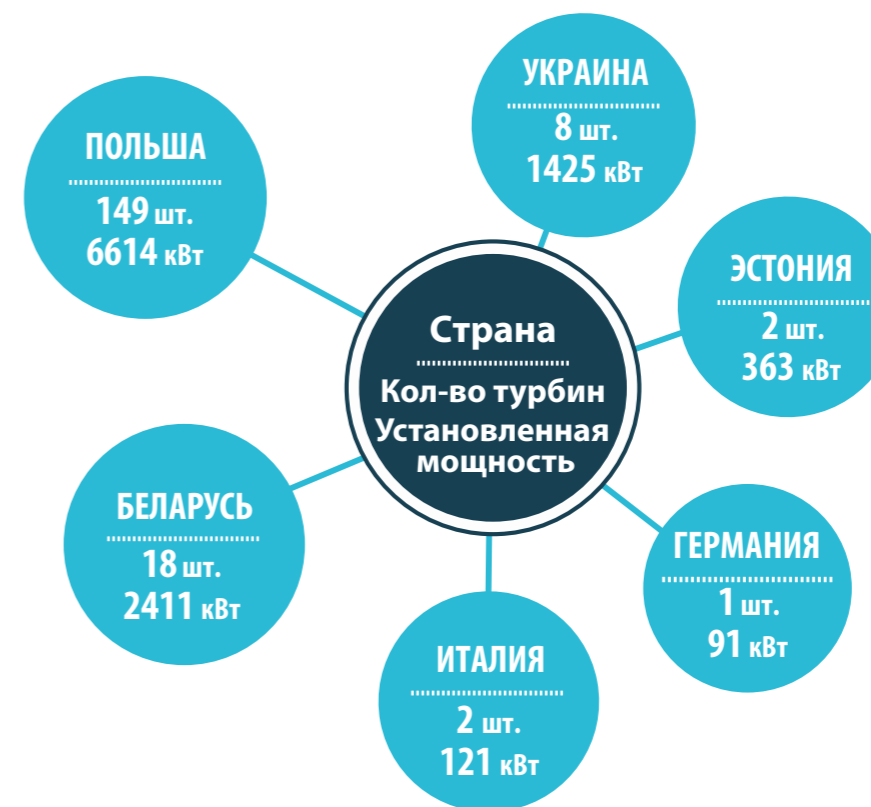 УКРАИНА
8 шт.
1425 кВт
ПОЛЬША
149 шт.
6614 кВт
ЭСТОНИЯ
2 шт.
363 кВт
Страна
Кол-во турбин
Установленная
мощность
БЕЛАРУСЬ
18 шт.
2411 кВт
ГЕРМАНИЯ
1 шт.
91 кВт
ИТАЛИЯ
2 шт.
121 кВт